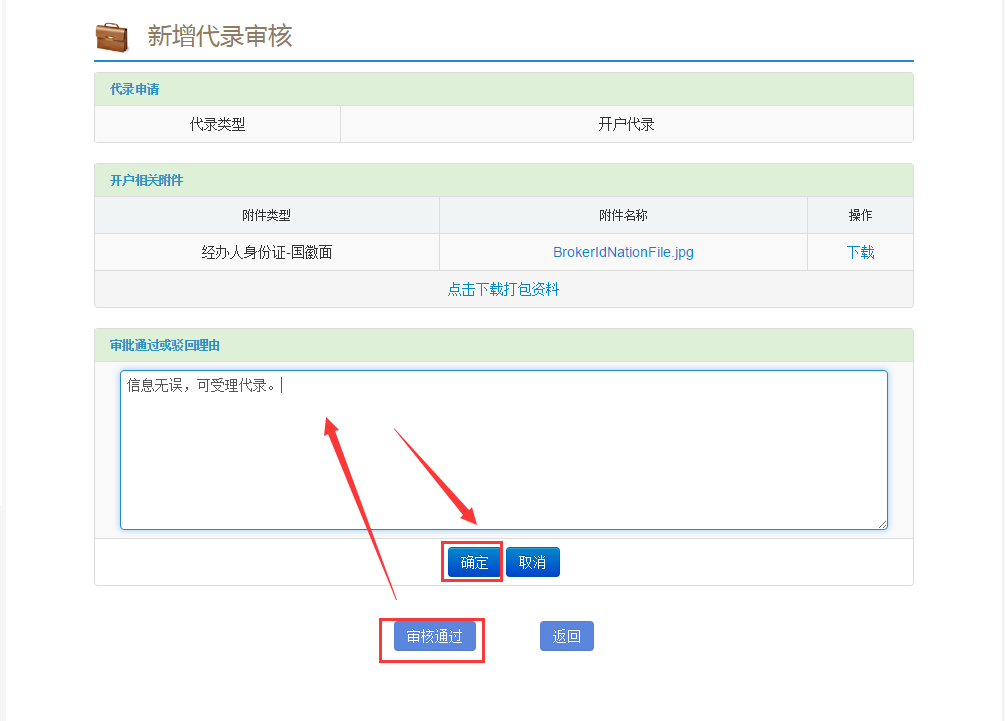 新增代录审核
代录申请
代录类型 开户代录
开户相关附件
附件类型 附件名称 操作
经办人身份证-国徽面 BrokerIdNationFile.jpg 下载
点击下载打包资料
审批通过或驳回理由
信息无误，可受理代录。
确定 取消
审核通过 返回